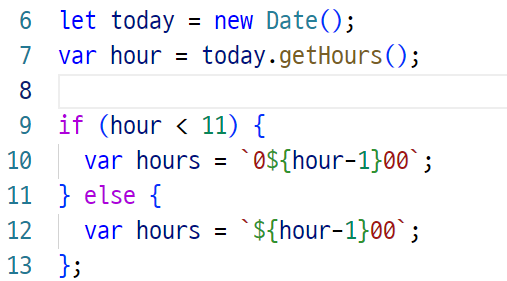 6 let today = new Date();
7 var hour = today.getHours();
8
9 if (hour < 11) {
10   var hours = `0${hour-1}00`;
11 } else {
12   var hours = `${hour-1}00`;
13 };